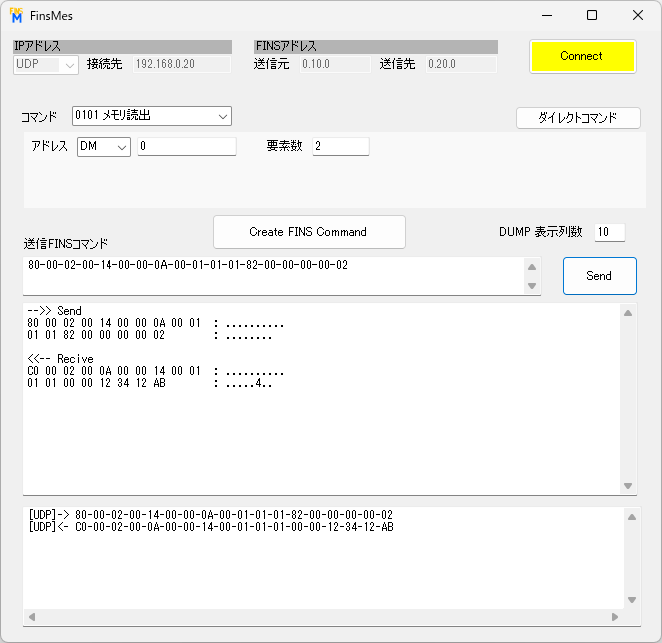 FinsMes
IPアドレス
FINSアドレス
UDP 接続先 192.168.0.20 送信元 0.10.0 送信先 0.20.0
Connect
コマンド 0101 メモリ読出
ダイレクトコマンド
アドレス DM 0 要素数 2
Create FINS Command
DUMP 表示列数 10
送信FINSコマンド
80-00-02-00-14-00-00-0A-00-01-01-01-82-00-00-00-00-02
Send
-->> Send
80 00 02 00 14 00 00 0A 00 01 : ..........
01 01 82 00 00 00 00 02 : ........
<<-- Recive
C0 00 02 00 0A 00 00 14 00 01 : ..........
01 01 00 00 12 34 12 AB : .....4..
[UDP]-> 80-00-02-00-14-00-00-0A-00-01-01-01-82-00-00-00-00-02
[UDP]<- C0-00-02-00-0A-00-00-14-00-01-01-01-00-00-12-34-12-AB